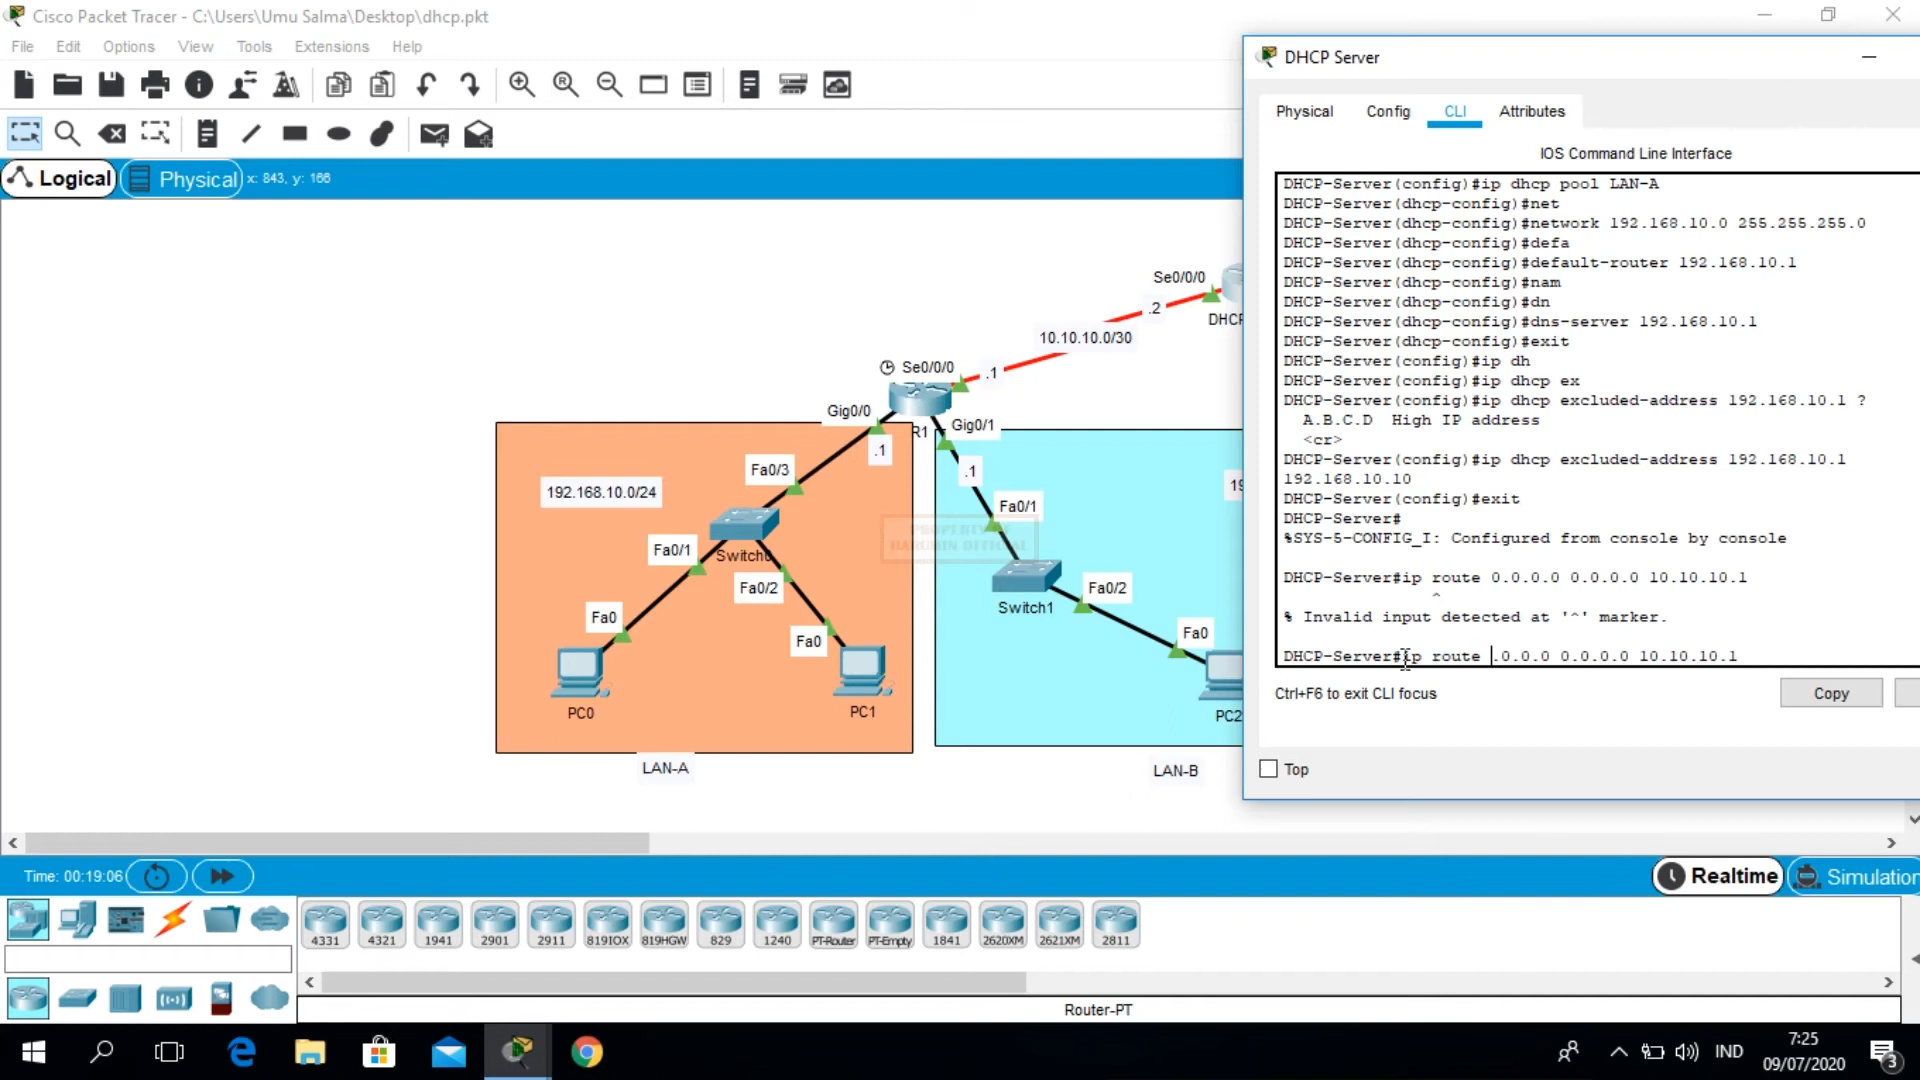 Cisco Packet Tracer - C:\Users\Umu Salma\Desktop\dhcp.pkt
File Edit Options View Tools Extensions Help
Logical Physical x: 843, y: 166
DHCP Server
Physical Config CLI Attributes
IOS Command Line Interface
DHCP-Server(config)#ip dhcp pool LAN-A
DHCP-Server(dhcp-config)#net
DHCP-Server(dhcp-config)#network 192.168.10.0 255.255.255.0
DHCP-Server(dhcp-config)#defa
DHCP-Server(dhcp-config)#default-router 192.168.10.1
DHCP-Server(dhcp-config)#nam
DHCP-Server(dhcp-config)#dn
DHCP-Server(dhcp-config)#dns-server 192.168.10.1
DHCP-Server(dhcp-config)#exit
DHCP-Server(config)#ip dh
DHCP-Server(config)#ip dhcp ex
DHCP-Server(config)#ip dhcp excluded-address 192.168.10.1 ?
A.B.C.D High IP address
<cr>
DHCP-Server(config)#ip dhcp excluded-address 192.168.10.1
192.168.10.10
DHCP-Server(config)#exit
DHCP-Server#
%SYS-5-CONFIG_I: Configured from console by console
DHCP-Server#ip route 0.0.0.0 0.0.0.0 10.10.10.1
^
% Invalid input detected at '^' marker.
DHCP-Server#ip route .0.0.0 0.0.0.0 10.10.10.1
Ctrl+F6 to exit CLI focus
Copy
Top
Se0/0/0
.2
DHCP
10.10.10.0/30
.1
Se0/0/0
Gig0/0
R1
Gig0/1
.1
.1
Fa0/3
192.168.10.0/24
19
Fa0/1
PROPERTY OF
HARUBIN OFFICIAL
Fa0/1
Switch0
Fa0/2
Fa0/2
Switch1
Fa0
Fa0
Fa0
PC0
PC1
PC2
LAN-A
LAN-B
Time: 00:19:06
Realtime Simulation
4331 4321 1941 2901 2911 819IOX 819HGW 829 1240 PT-Router PT-Empty 1841 2620XM 2621XM 2811
Router-PT
IND
7:25
09/07/2020
3